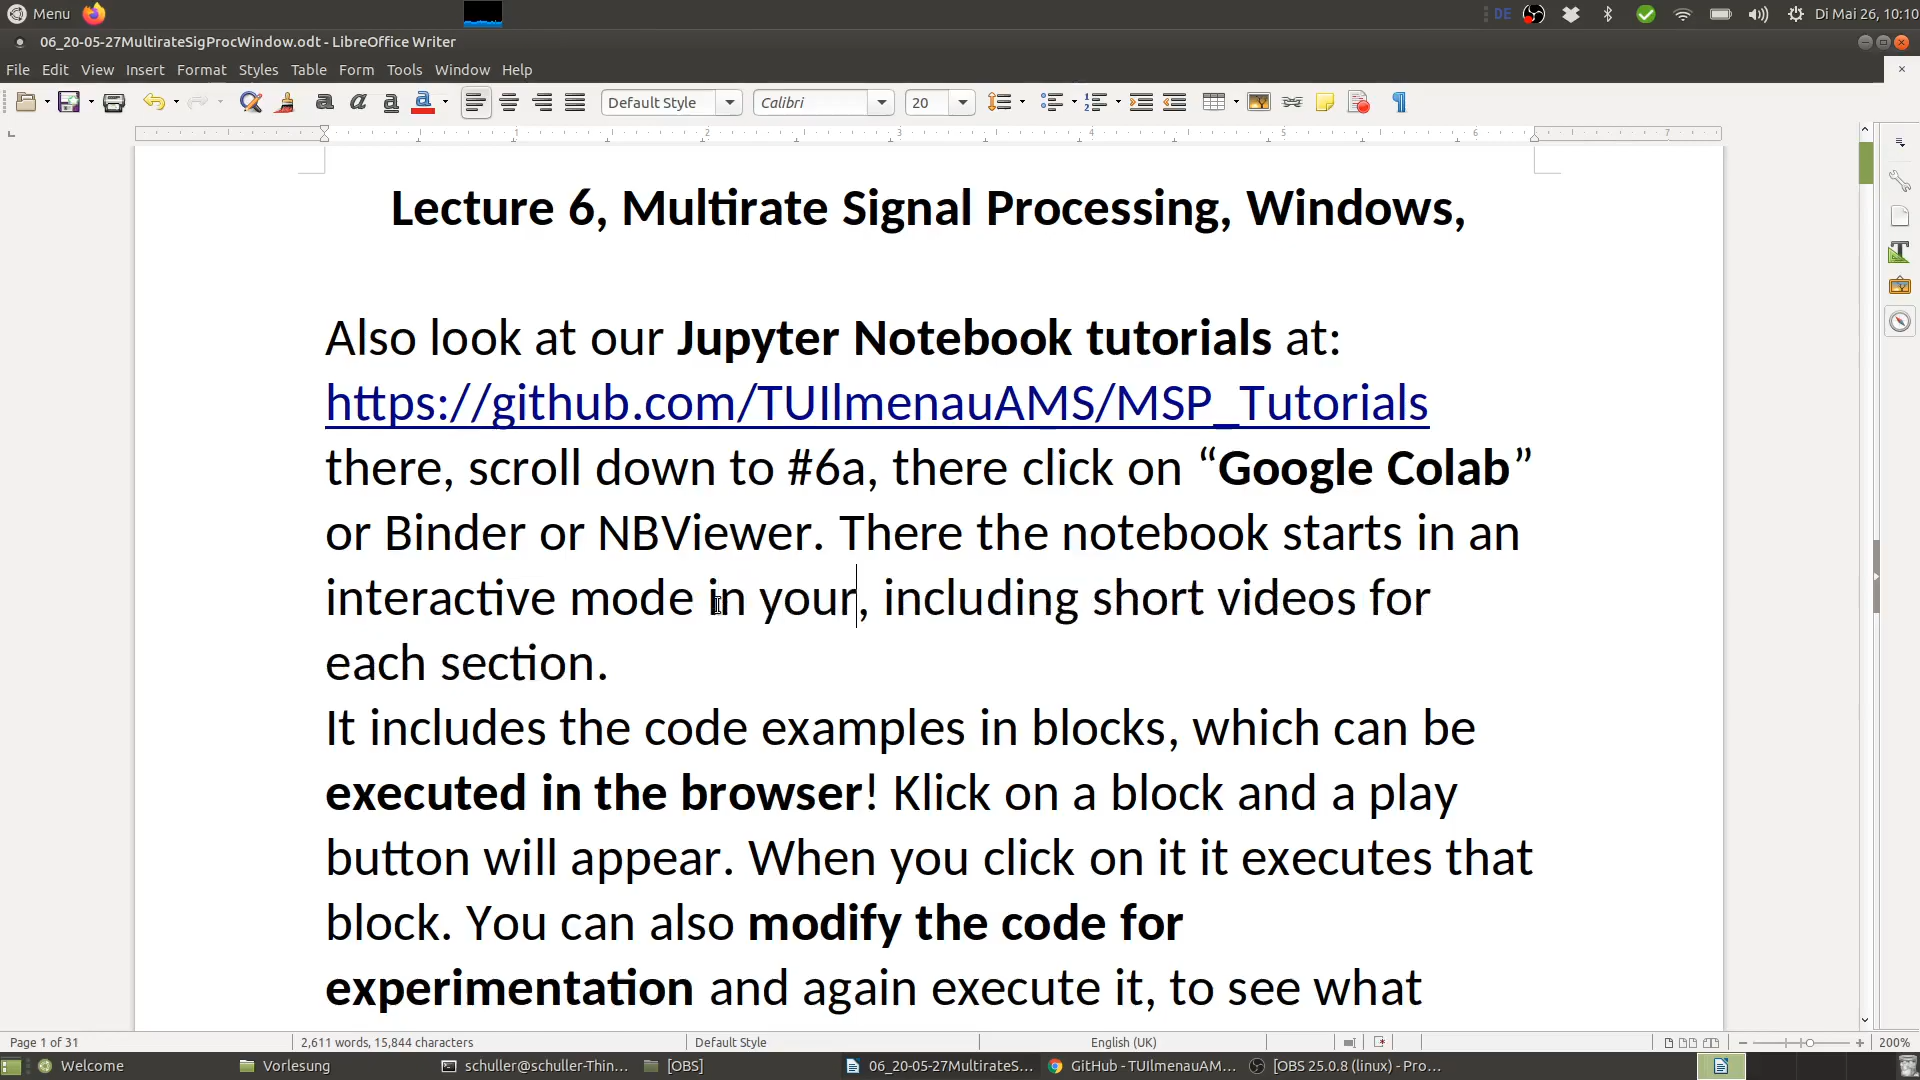 Menu
DE
Di Mai 26, 10:10
06_20-05-27MultirateSigProcWindow.odt - LibreOffice Writer
File Edit View Insert Format Styles Table Form Tools Window Help
Default Style
Calibri
20
1 2 3 4 5 6 7
Lecture 6, Multirate Signal Processing, Windows,
Also look at our Jupyter Notebook tutorials at:
https://github.com/TUIlmenauAMS/MSP_Tutorials
there, scroll down to #6a, there click on “Google Colab”
or Binder or NBViewer. There the notebook starts in an
interactive mode in your, including short videos for
each section.
It includes the code examples in blocks, which can be
executed in the browser! Klick on a block and a play
button will appear. When you click on it it executes that
block. You can also modify the code for
experimentation and again execute it, to see what
Page 1 of 31
2,611 words, 15,844 characters
Default Style
English (UK)
200%
Welcome
Vorlesung
schuller@schuller-Thin...
[OBS]
06_20-05-27MultirateS...
GitHub - TUIlmenauAM...
[OBS 25.0.8 (linux) - Pro...